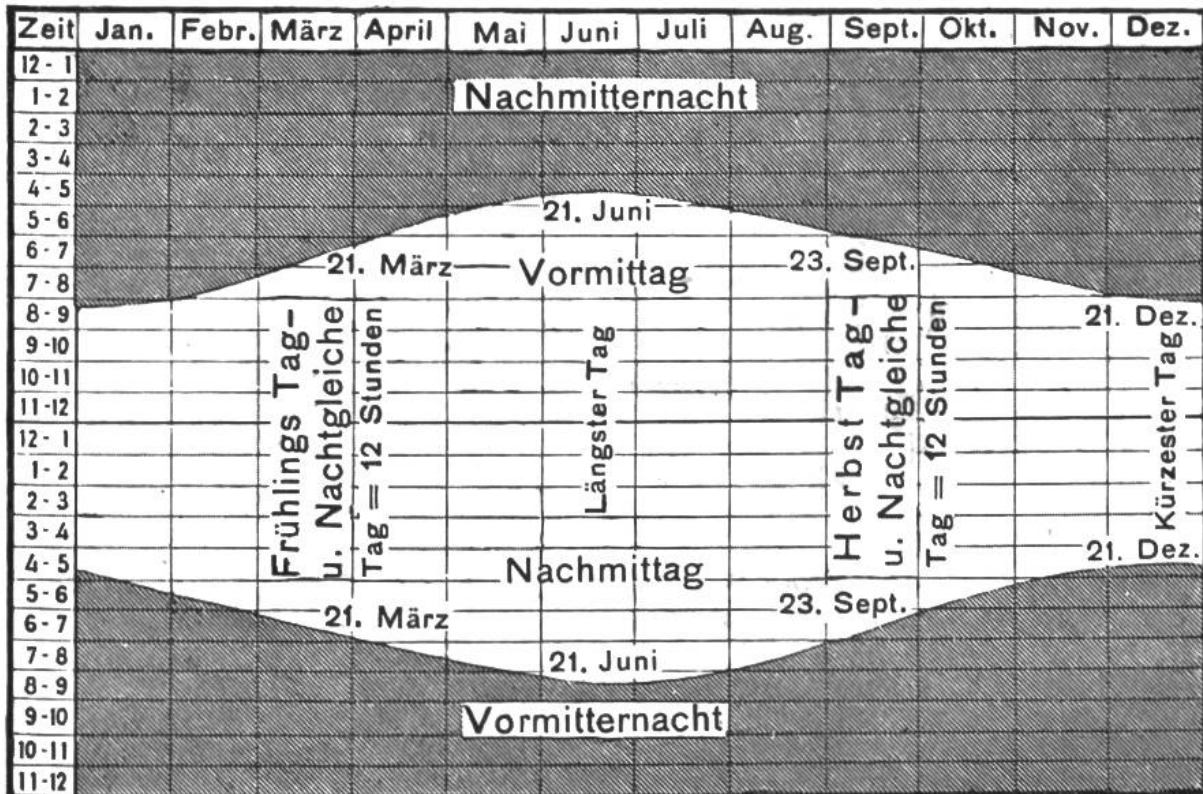 Zeit Jan. Febr. März April Mai Juni Juli Aug. Sept. Okt. Nov. Dez.
12 - 1
1 - 2
2 - 3
3 - 4
4 - 5
5 - 6
6 - 7
7 - 8
8 - 9
9 -10
10 -11
11 -12
12 - 1
1 - 2
2 - 3
3 - 4
4 - 5
5 - 6
6 - 7
7 - 8
8 - 9
9 -10
10 -11
11 -12
Nachmitternacht
21. Juni
21. März
Vormittag
23. Sept.
21. Dez.
Frühlings Tag–
u. Nachtgleiche
Tag = 12 Stunden
Längster Tag
Herbst Tag–
u. Nachtgleiche
Tag = 12 Stunden
Kürzester Tag
21. Dez.
Nachmittag
21. März
23. Sept.
21. Juni
Vormitternacht